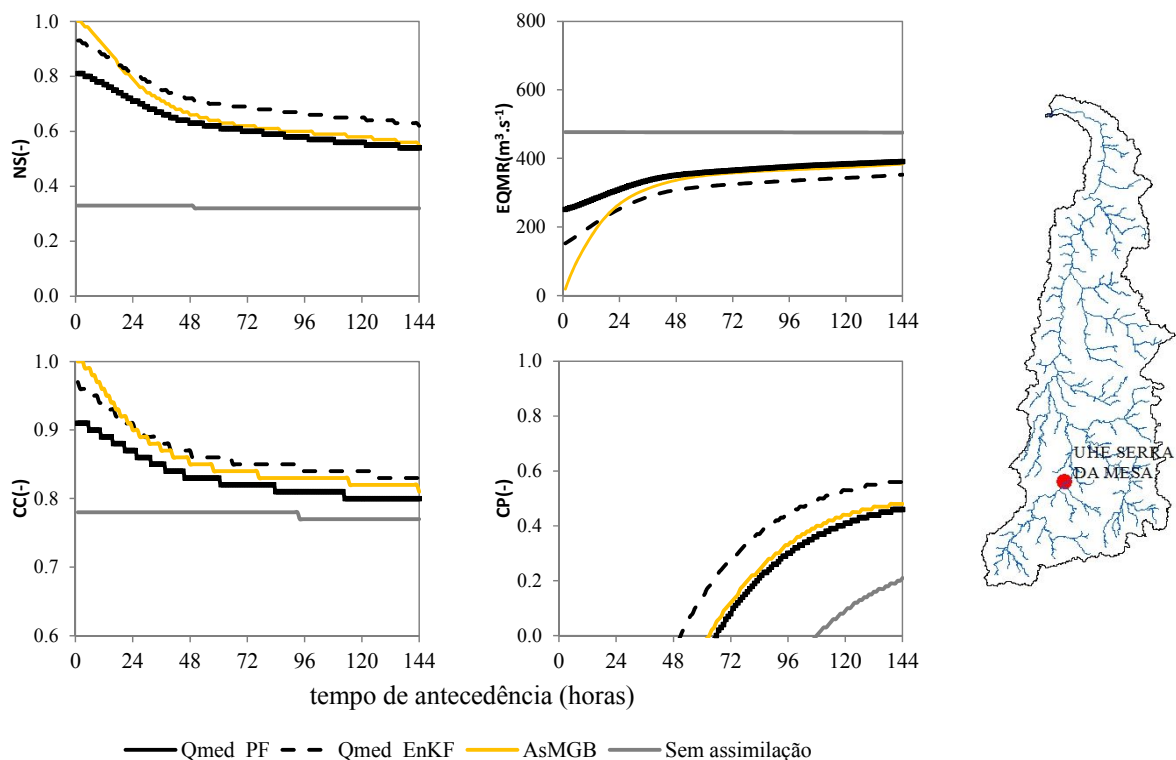 1.0
0.8
0.6
0.4
0.2
0.0
NS(-)
0 24 48 72 96 120 144
800
600
400
200
0
EQMR(m³.s⁻¹)
0 24 48 72 96 120 144
1.0
0.9
0.8
0.7
0.6
CC(-)
0 24 48 72 96 120 144
1.0
0.8
0.6
0.4
0.2
0.0
CP(-)
0 24 48 72 96 120 144
UHE SERRA
DA MESA
tempo de antecedência (horas)
Qmed_PF Qmed_EnKF AsMGB Sem assimilação